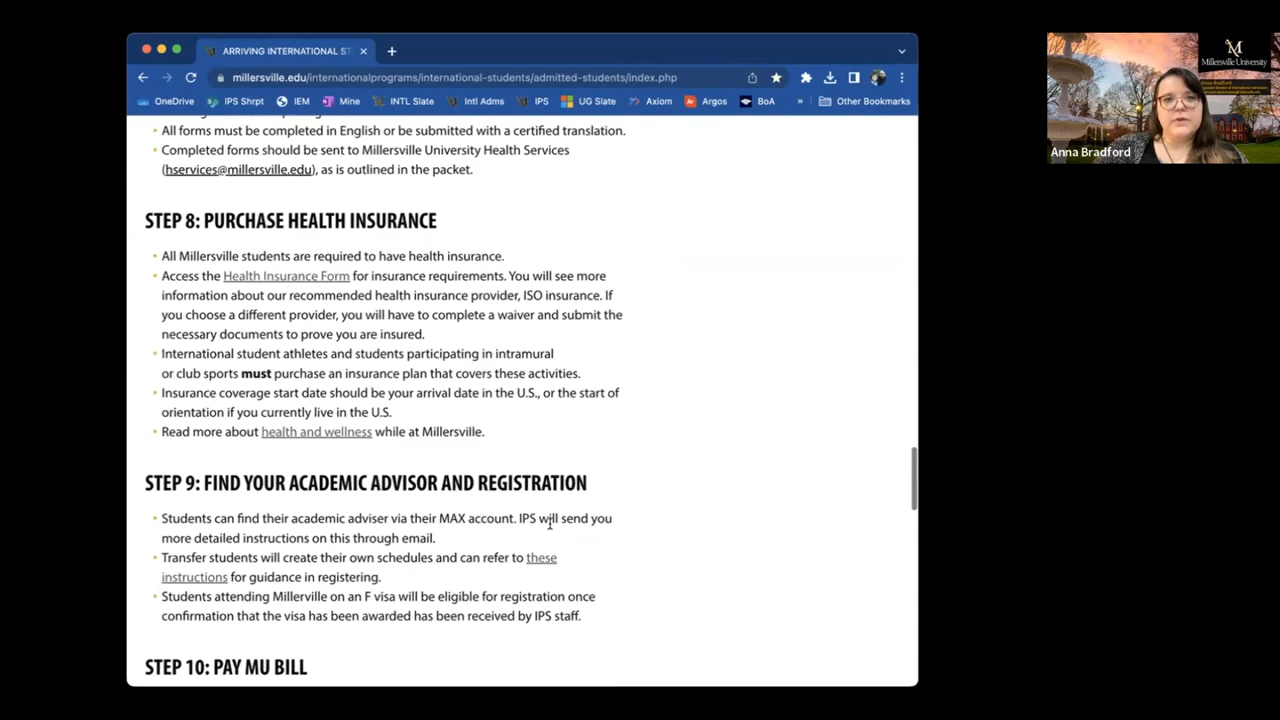 ARRIVING INTERNATIONAL ST
millersville.edu/internationalprograms/international-students/admitted-students/index.php
OneDrive IPS Shrpt IEM Mine INTL Slate Intl Adms IPS UG Slate Axiom Argos BoA » Other Bookmarks
All forms must be completed in English or be submitted with a certified translation.
Completed forms should be sent to Millersville University Health Services
(hservices@millersville.edu), as is outlined in the packet.
STEP 8: PURCHASE HEALTH INSURANCE
All Millersville students are required to have health insurance.
Access the Health Insurance Form for insurance requirements. You will see more
information about our recommended health insurance provider, ISO insurance. If
you choose a different provider, you will have to complete a waiver and submit the
necessary documents to prove you are insured.
International student athletes and students participating in intramural
or club sports must purchase an insurance plan that covers these activities.
Insurance coverage start date should be your arrival date in the U.S., or the start of
orientation if you currently live in the U.S.
Read more about health and wellness while at Millersville.
STEP 9: FIND YOUR ACADEMIC ADVISOR AND REGISTRATION
Students can find their academic adviser via their MAX account. IPS will send you
more detailed instructions on this through email.
Transfer students will create their own schedules and can refer to these
instructions for guidance in registering.
Students attending Millerville on an F visa will be eligible for registration once
confirmation that the visa has been awarded has been received by IPS staff.
STEP 10: PAY MU BILL
M
Millersville University
Anna Bradford